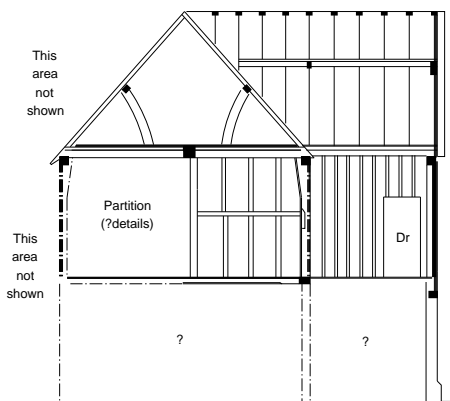 This
area
not
shown
Partition
(?details)
Dr
This
area
not
shown
?
?